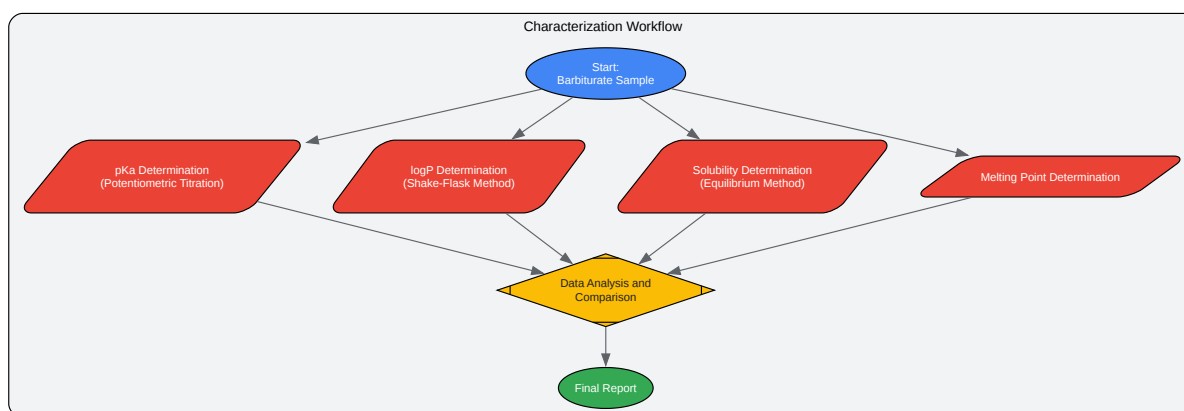 Characterization Workflow
Start:
Barbiturate Sample
pKa Determination
(Potentiometric Titration)
logP Determination
(Shake-Flask Method)
Solubility Determination
(Equilibrium Method)
Melting Point Determination
Data Analysis and
Comparison
Final Report